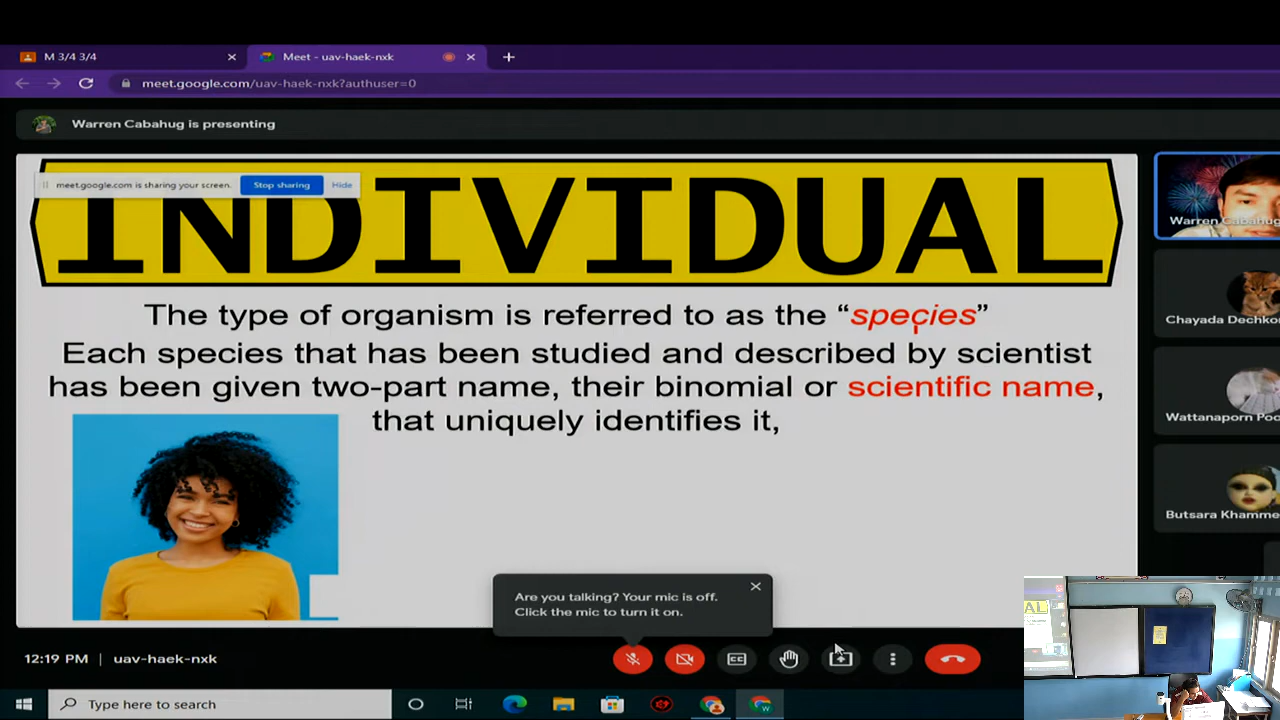 M 3/4 3/4
Meet - uav-haek-nxk
meet.google.com/uav-haek-nxk?authuser=0
Warren Cabahug is presenting
meet.google.com is sharing your screen.
Stop sharing
Hide
INDIVIDUAL
The type of organism is referred to as the “species”
Each species that has been studied and described by scientist
has been given two-part name, their binomial or scientific name,
that uniquely identifies it,
Warren Cabahug
Chayada Dechko
Wattanaporn Poo
Butsara Khamme
Are you talking? Your mic is off.
Click the mic to turn it on.
12:19 PM | uav-haek-nxk
CC
Type here to search
UAL